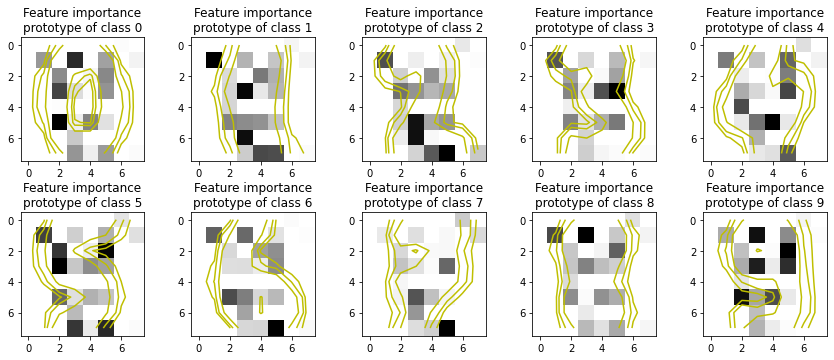 Feature importance
prototype of class 0
Feature importance
prototype of class 1
Feature importance
prototype of class 2
Feature importance
prototype of class 3
Feature importance
prototype of class 4
0
2
4
6
0 2 4 6
0
2
4
6
0 2 4 6
0
2
4
6
0 2 4 6
0
2
4
6
0 2 4 6
0
2
4
6
0 2 4 6
Feature importance
prototype of class 5
Feature importance
prototype of class 6
Feature importance
prototype of class 7
Feature importance
prototype of class 8
Feature importance
prototype of class 9
0
2
4
6
0 2 4 6
0
2
4
6
0 2 4 6
0
2
4
6
0 2 4 6
0
2
4
6
0 2 4 6
0
2
4
6
0 2 4 6